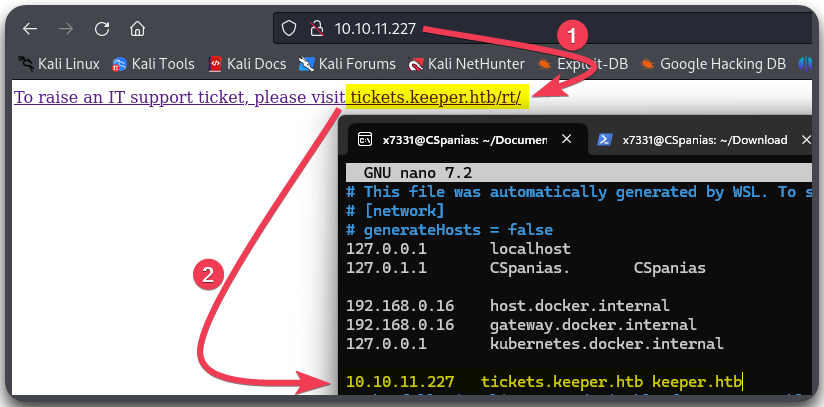 10.10.11.227
1
Kali Linux Kali Tools Kali Docs Kali Forums Kali NetHunter Exploit-DB Google Hacking DB
To raise an IT support ticket, please visit tickets.keeper.htb/rt/
x7331@CSpanias: ~/Documen x7331@CSpanias: ~/Download
GNU nano 7.2
# This file was automatically generated by WSL. To s
# [network]
# generateHosts = false
127.0.0.1 localhost
127.0.1.1 CSpanias. CSpanias
2
192.168.0.16 host.docker.internal
192.168.0.16 gateway.docker.internal
127.0.0.1 kubernetes.docker.internal
10.10.11.227 tickets.keeper.htb keeper.htb